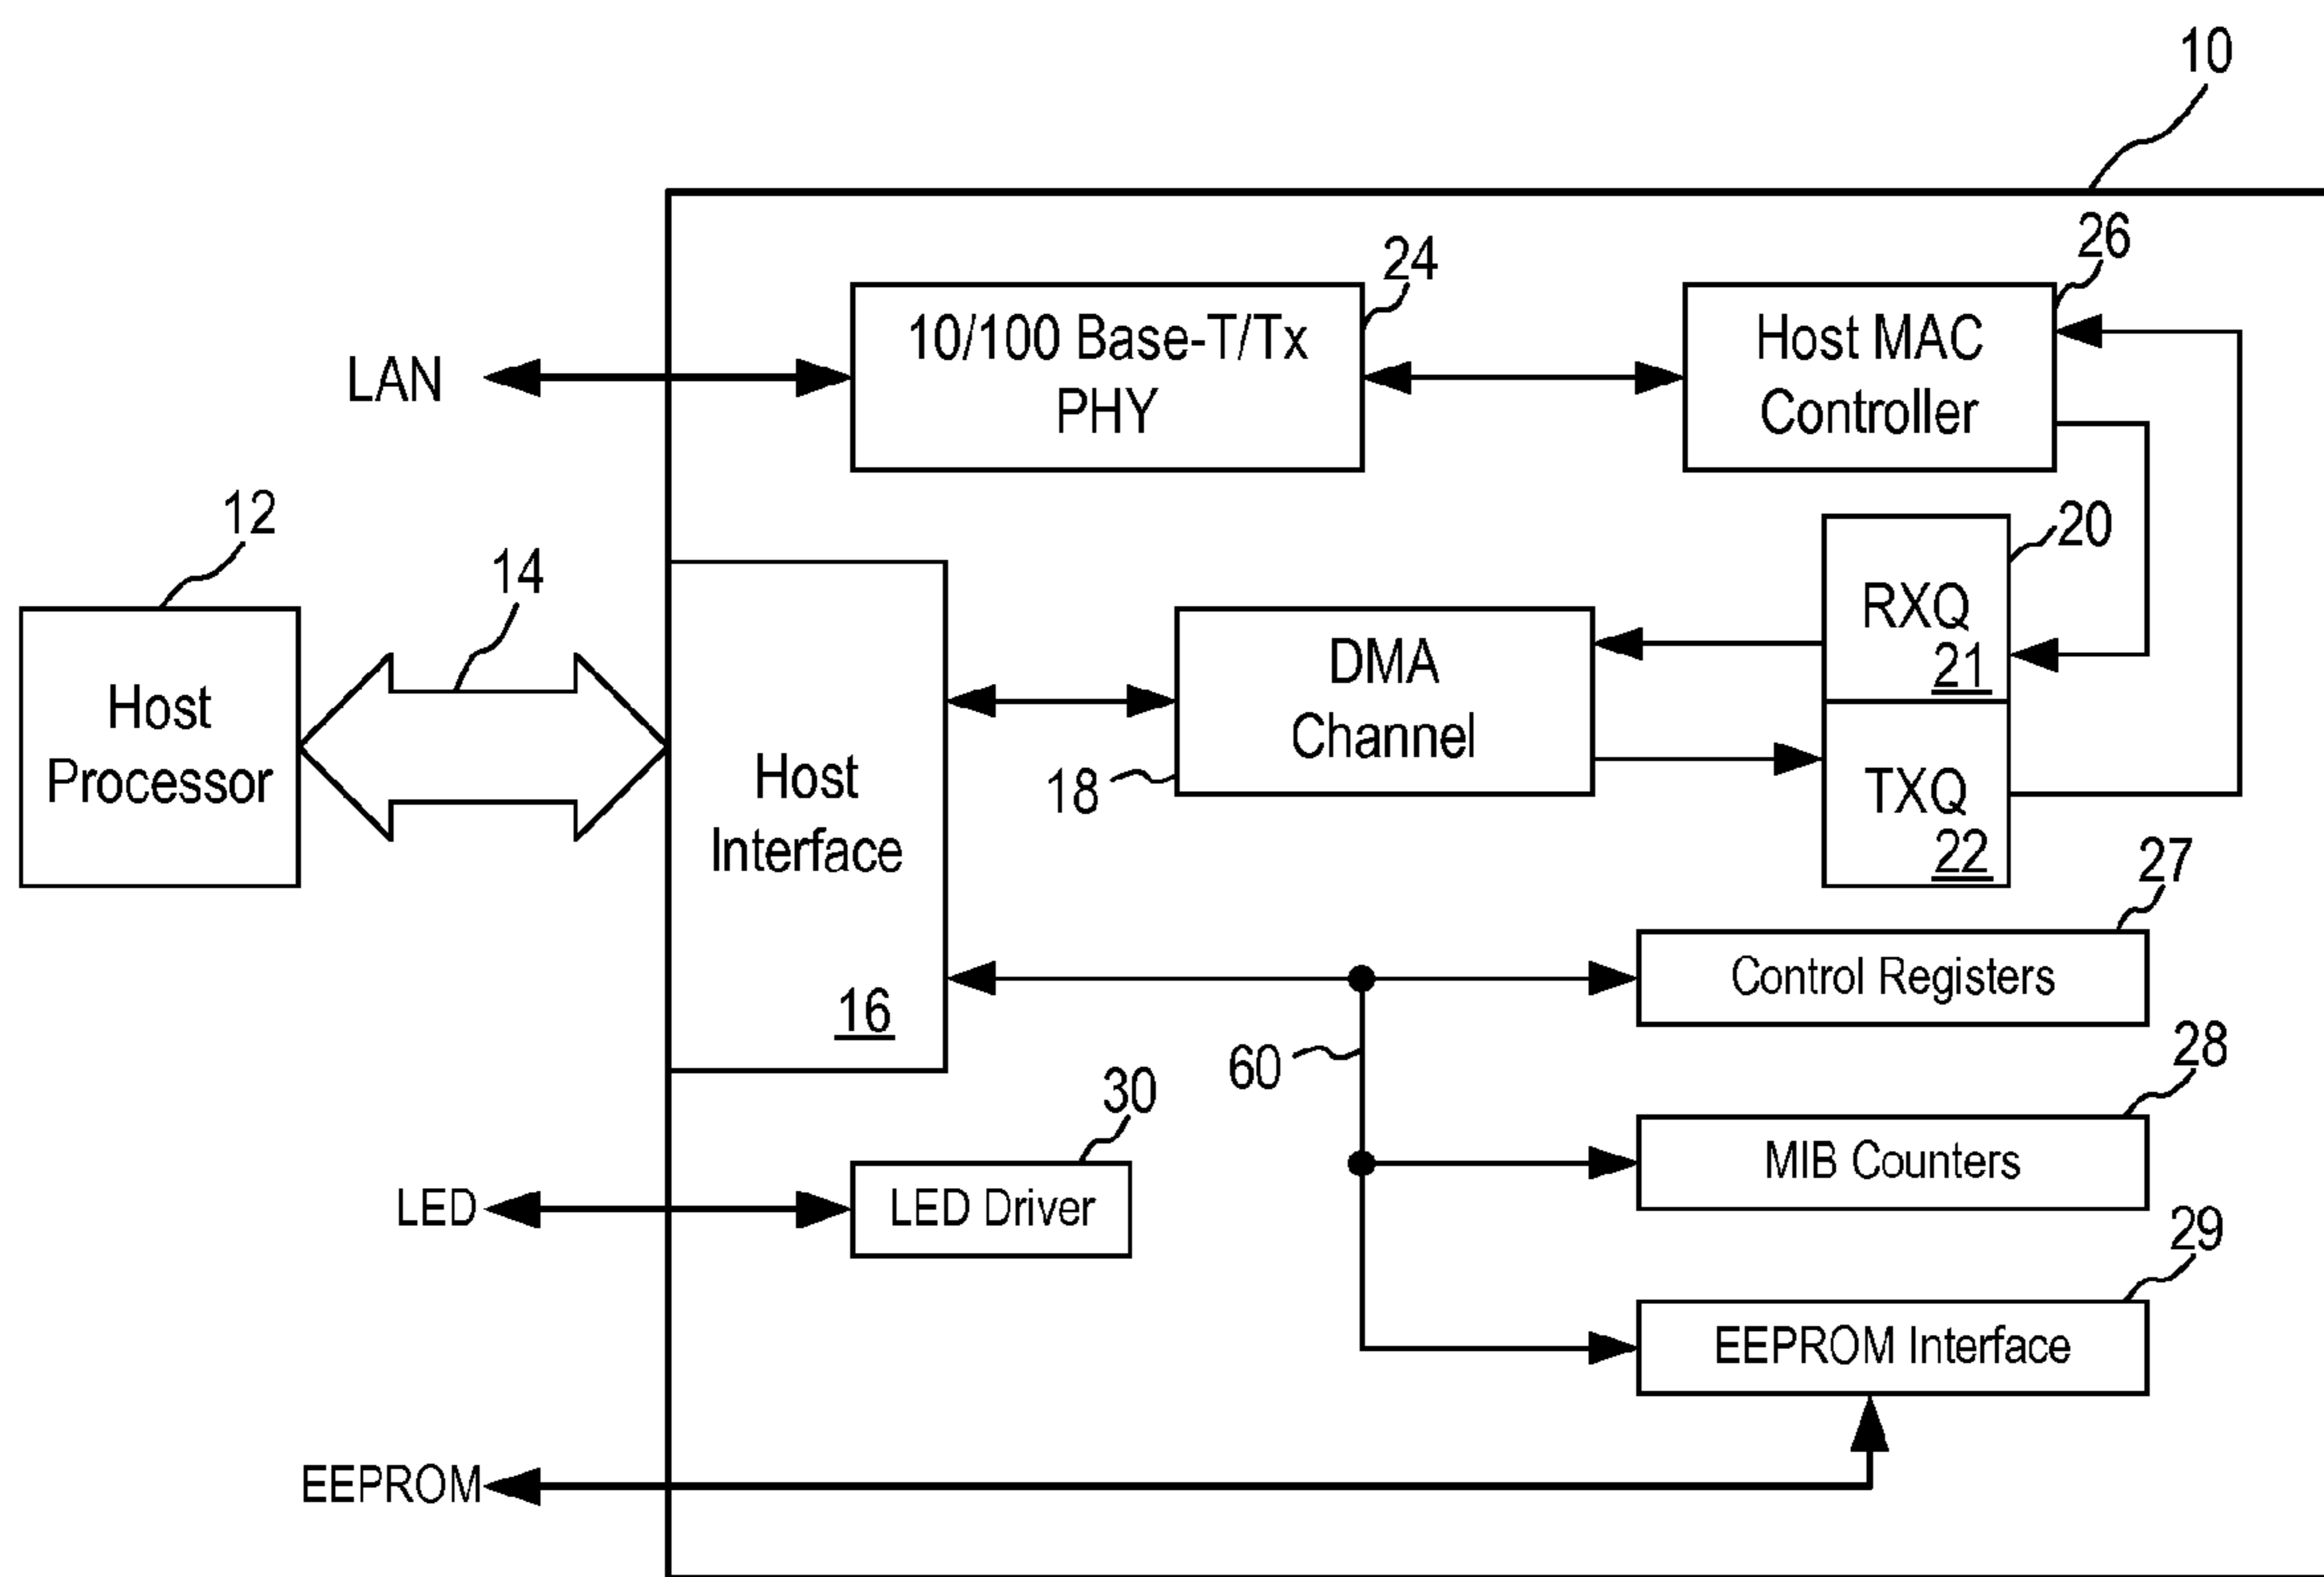 10
26
24
10/100 Base-T/Tx
PHY
Host MAC
Controller
LAN
12
14
20
RXQ
21
DMA
Channel
18
Host
Processor
Host
Interface
16
TXQ
22
27
Control Registers
60
28
MIB Counters
30
LED
LED Driver
29
EEPROM Interface
EEPROM